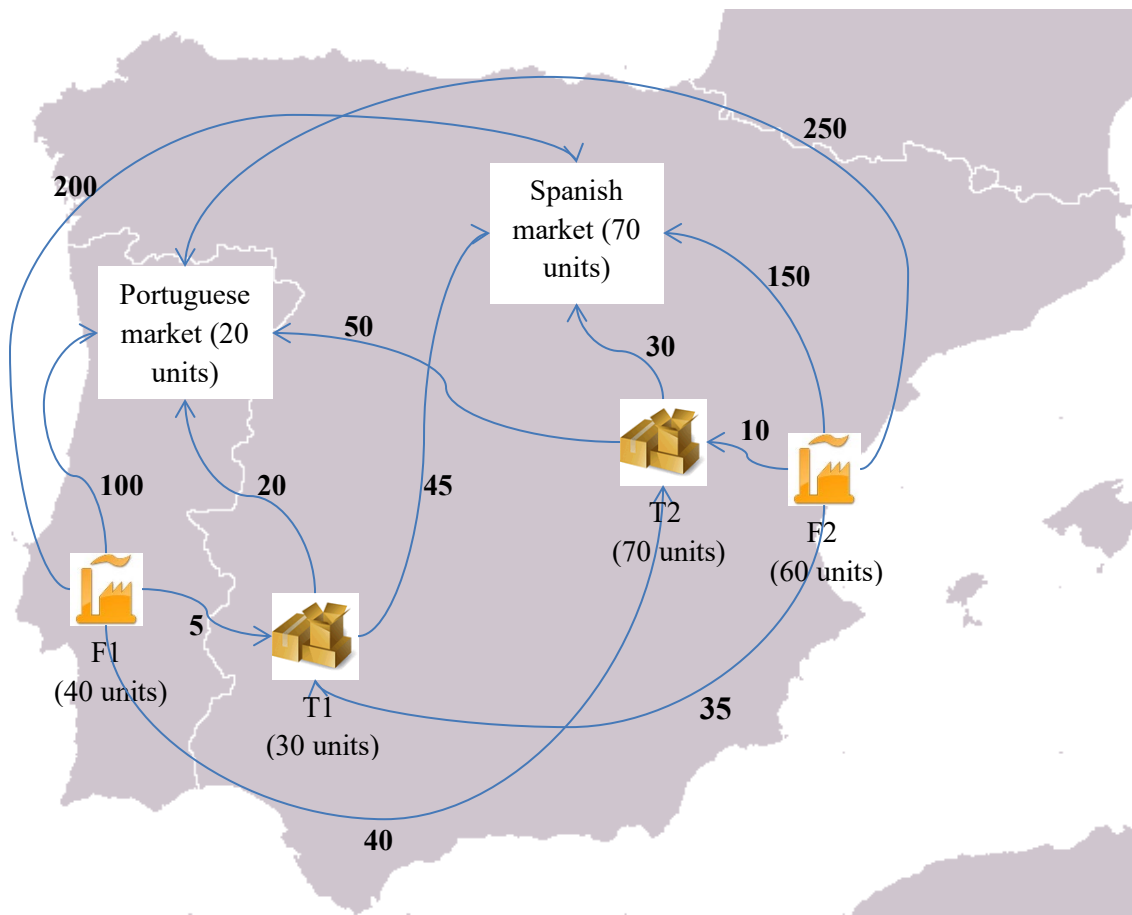 250
200
Spanish
market (70
units)
150
Portuguese
market (20
units)
50
30
10
100
20
45
T2
(70 units)
F2
(60 units)
5
F1
(40 units)
T1
(30 units)
35
40